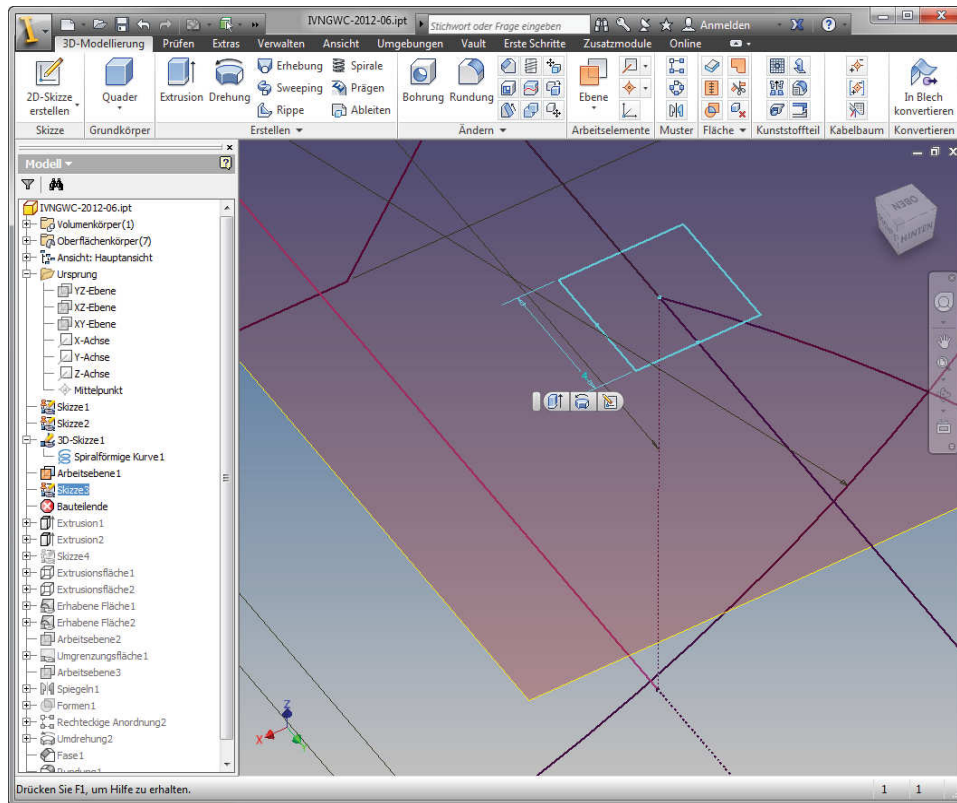 IVNGWC-2012-06.ipt
Stichwort oder Frage eingeben
Anmelden
3D-Modellierung Prüfen Extras Verwalten Ansicht Umgebungen Vault Erste Schritte Zusatzmodule Online
2D-Skizze erstellen
Quader
Extrusion Drehung
Erhebung
Sweeping
Rippe
Spirale
Prägen
Ableiten
Bohrung Rundung
Ebene
In Blech konvertieren
Skizze Grundkörper Erstellen Ändern Arbeitselemente Muster Fläche Kunststoffteil Kabelbaum Konvertieren
Modell
IVNGWC-2012-06.ipt
Volumenkörper(1)
Oberflächenkörper(7)
Ansicht: Hauptansicht
Ursprung
YZ-Ebene
XZ-Ebene
XY-Ebene
X-Achse
Y-Achse
Z-Achse
Mittelpunkt
Skizze1
Skizze2
3D-Skizze1
Spiralförmige Kurve1
Arbeitsebene1
Skizze3
Bauteilende
Extrusion1
Extrusion2
Skizze4
Extrusionsfläche1
Extrusionsfläche2
Erhabene Fläche1
Erhabene Fläche2
Arbeitsebene2
Umgrenzungsfläche1
Arbeitsebene3
Spiegeln1
Formen1
Rechteckige Anordnung2
Umdrehung2
Fase1
Rundung1
OBEN
HINTEN
Z
X
Y
Drücken Sie F1, um Hilfe zu erhalten.
1 1